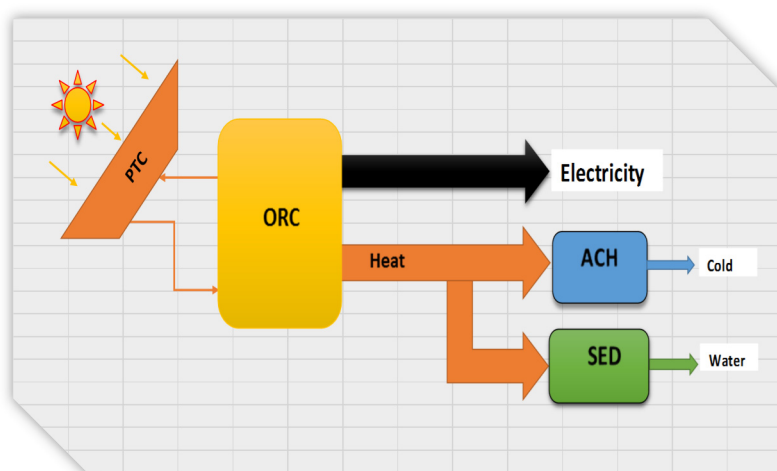 PTC
ORC
Electricity
Heat
ACH
Cold
SED
Water